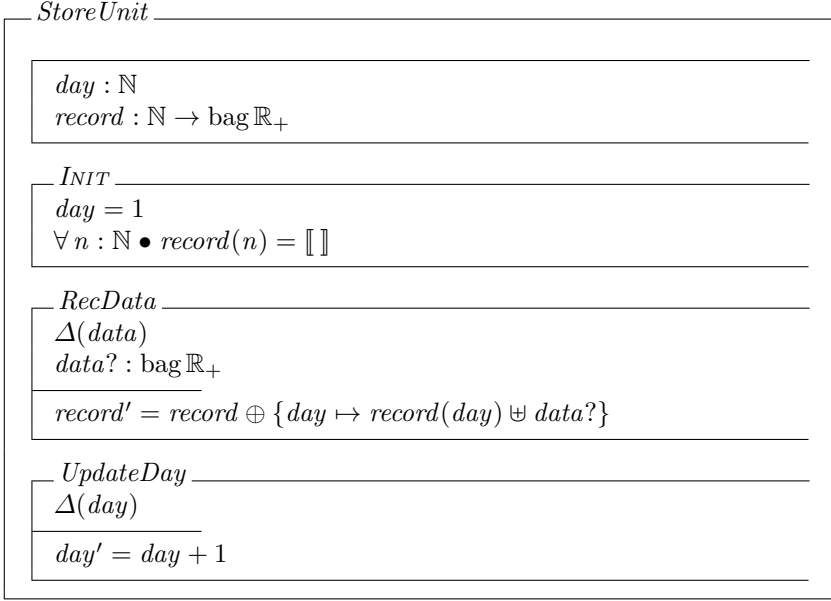 StoreUnit
day : ℕ
record : ℕ → bag ℝ₊
INIT
day = 1
∀ n : ℕ • record(n) = ⟦ ⟧
RecData
Δ(data)
data? : bag ℝ₊
record′ = record ⊕ {day ↦ record(day) ⊎ data?}
UpdateDay
Δ(day)
day′ = day + 1